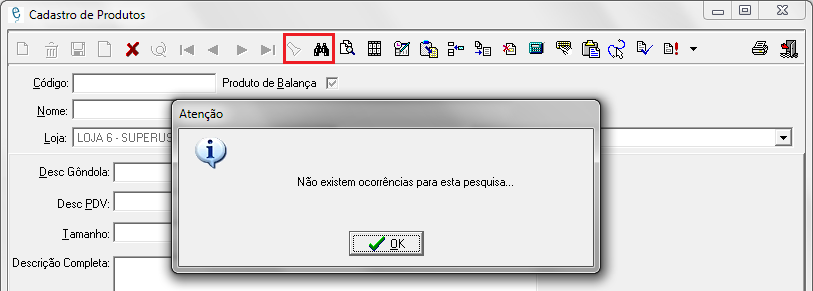 Cadastro de Produtos
Código:
Produto de Balança
Nome:
Loja:
LOJA 6 - SUPERUS
Atenção
Não existem ocorrências para esta pesquisa...
OK
Desc Gôndola:
Desc PDV:
Tamanho:
Descrição Completa: